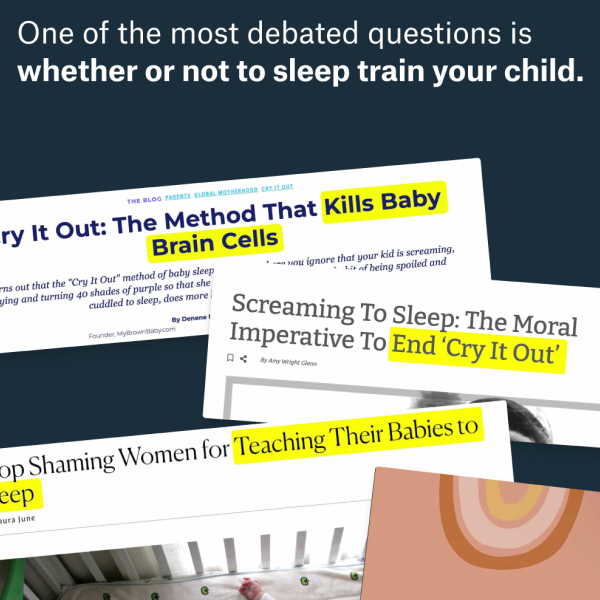 One of the most debated questions is
whether or not to sleep train your child.
THE BLOG PARENTS GLOBAL MOTHERHOOD CRY IT OUT
ry It Out: The Method That Kills Baby
Brain Cells
rns out that the "Cry It Out" method of baby sleep you ignore that your kid is screaming,
ying and turning 40 shades of purple so that she of being spoiled and
cuddled to sleep, does more
By Denene
Founder, MyBrownBaby.com
Screaming To Sleep: The Moral
Imperative To End ‘Cry It Out’
By Amy Wright Glenn
op Shaming Women for Teaching Their Babies to
eep
aura June